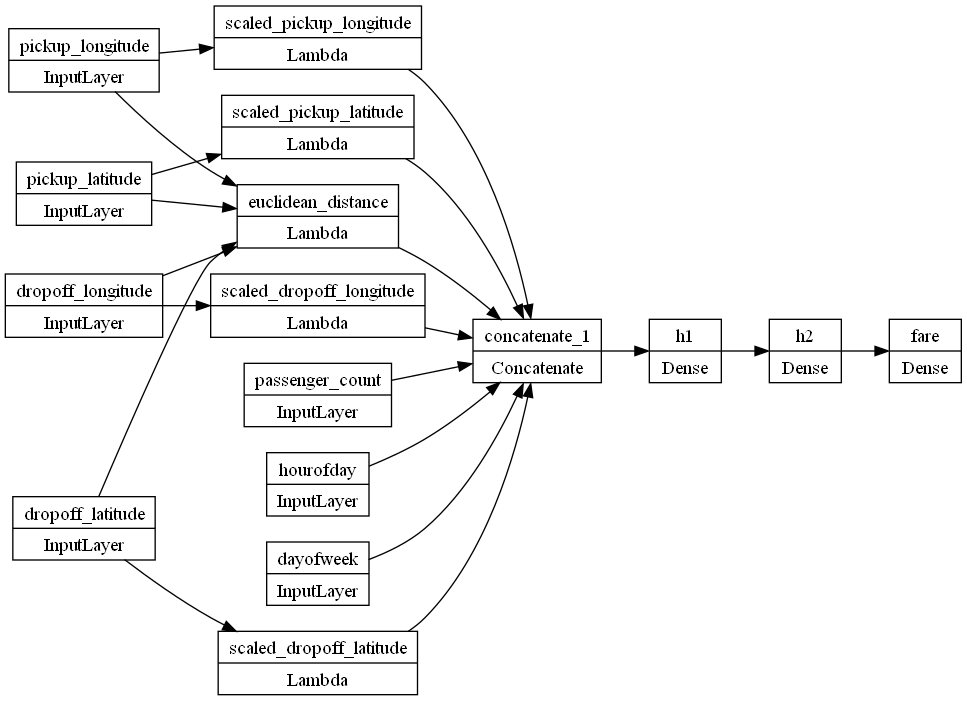 pickup_longitude
InputLayer
scaled_pickup_longitude
Lambda
scaled_pickup_latitude
Lambda
pickup_latitude
InputLayer
euclidean_distance
Lambda
dropoff_longitude
InputLayer
scaled_dropoff_longitude
Lambda
concatenate_1
Concatenate
h1
Dense
h2
Dense
fare
Dense
passenger_count
InputLayer
hourofday
InputLayer
dropoff_latitude
InputLayer
dayofweek
InputLayer
scaled_dropoff_latitude
Lambda